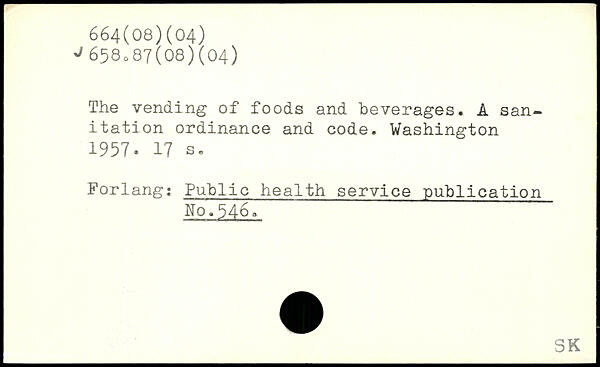 664(08)(04)
✓ 658.87(08)(04)
The vending of foods and beverages. A san-
itation ordinance and code. Washington
1957. 17 s.
Forlang: Public health service publication
No.546.
SK